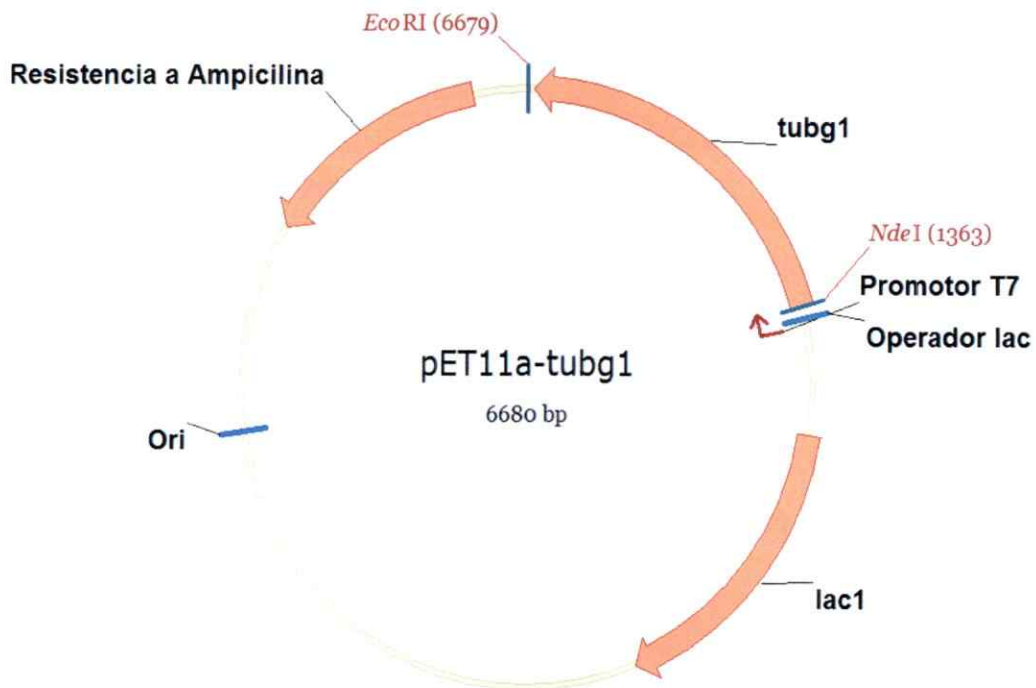 EcoRI (6679)
Resistencia a Ampicilina
tubg1
NdeI (1363)
Promotor T7
Operador lac
pET11a-tubg1
6680 bp
Ori
lac1